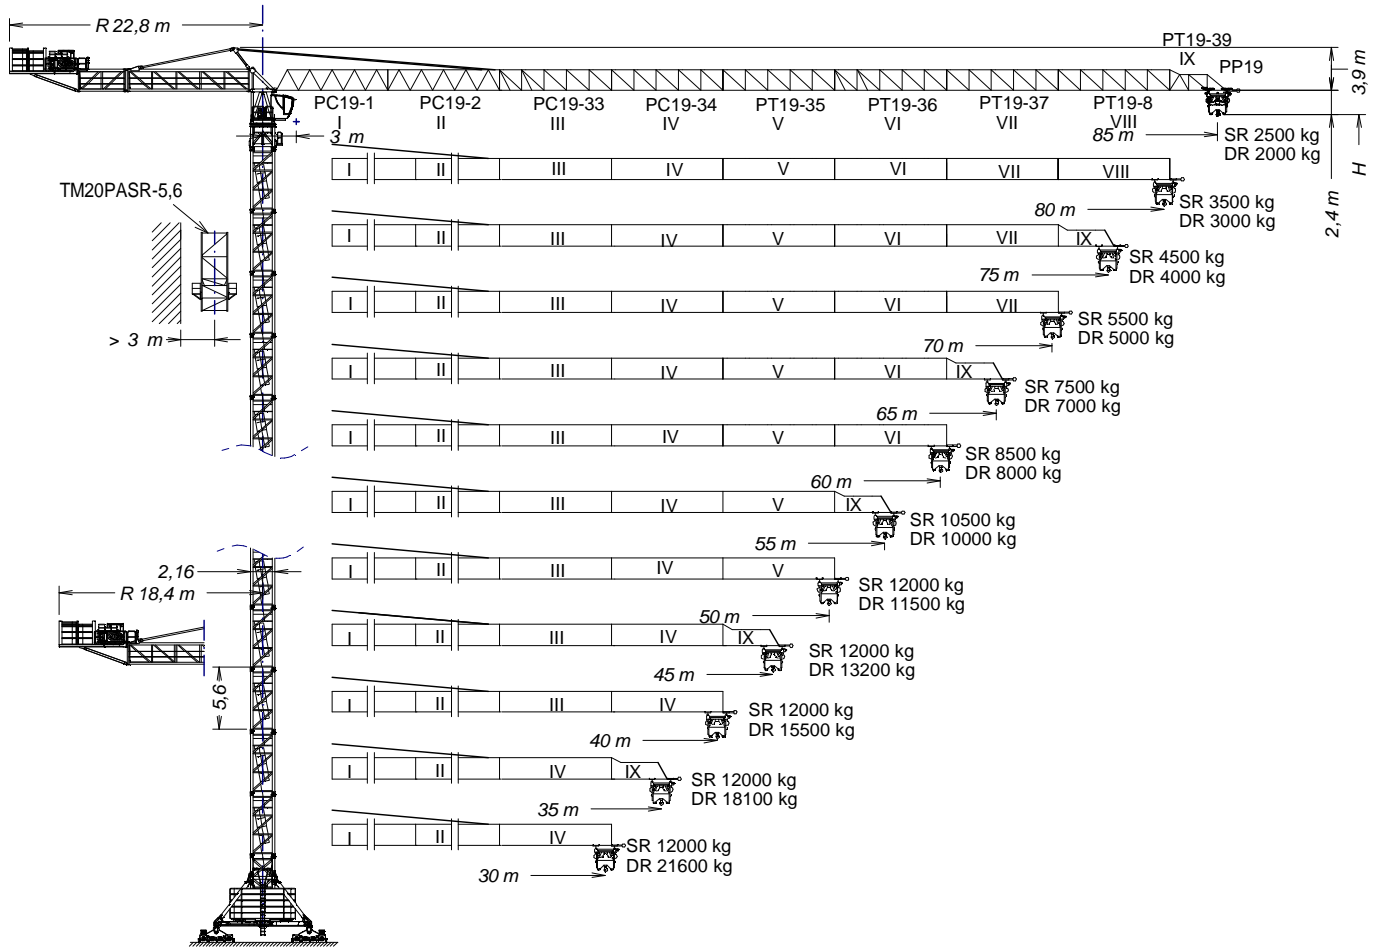 R 22,8 m
PT19-39
IX
PP19
3,9 m
PC19-1
PC19-2
PC19-33
PC19-34
PT19-35
PT19-36
PT19-37
PT19-8
I
II
III
IV
V
VI
VII
VIII
3 m
85 m
SR 2500 kg
DR 2000 kg
H
2,4 m
I II III IV V VI VII VIII
80 m
SR 3500 kg
DR 3000 kg
TM20PASR-5,6
I II III IV V VI VII IX
75 m
SR 4500 kg
DR 4000 kg
I II III IV V VI VII
70 m
SR 5500 kg
DR 5000 kg
> 3 m
I II III IV V VI IX
65 m
SR 7500 kg
DR 7000 kg
I II III IV V VI
60 m
SR 8500 kg
DR 8000 kg
I II III IV V IX
55 m
SR 10500 kg
DR 10000 kg
I II III IV V
50 m
SR 12000 kg
DR 11500 kg
2,16
R 18,4 m
I II III IV IX
45 m
SR 12000 kg
DR 13200 kg
5,6
I II III IV
40 m
SR 12000 kg
DR 15500 kg
I II IV IX
35 m
SR 12000 kg
DR 18100 kg
I II IV
30 m
SR 12000 kg
DR 21600 kg